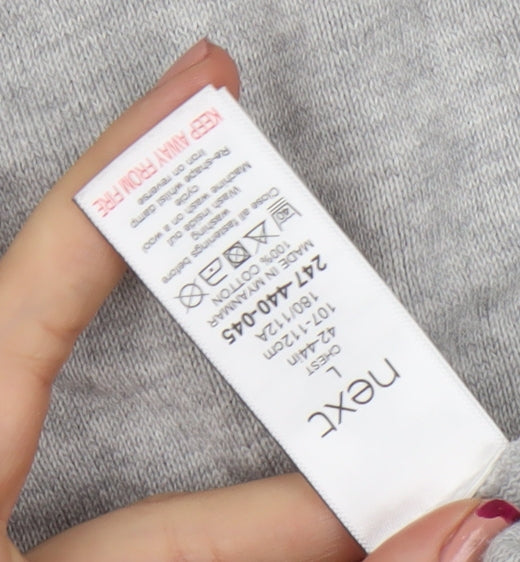 next
L
CHEST
42-44in
107-112cm
180/112A
247-440-045
MADE IN MYANMAR
100% COTTON
40
Close all fastenings before
washing
Wash inside out
Machine wash on a wool
cycle
Re-shape whilst damp
Iron on reverse
KEEP AWAY FROM FIRE